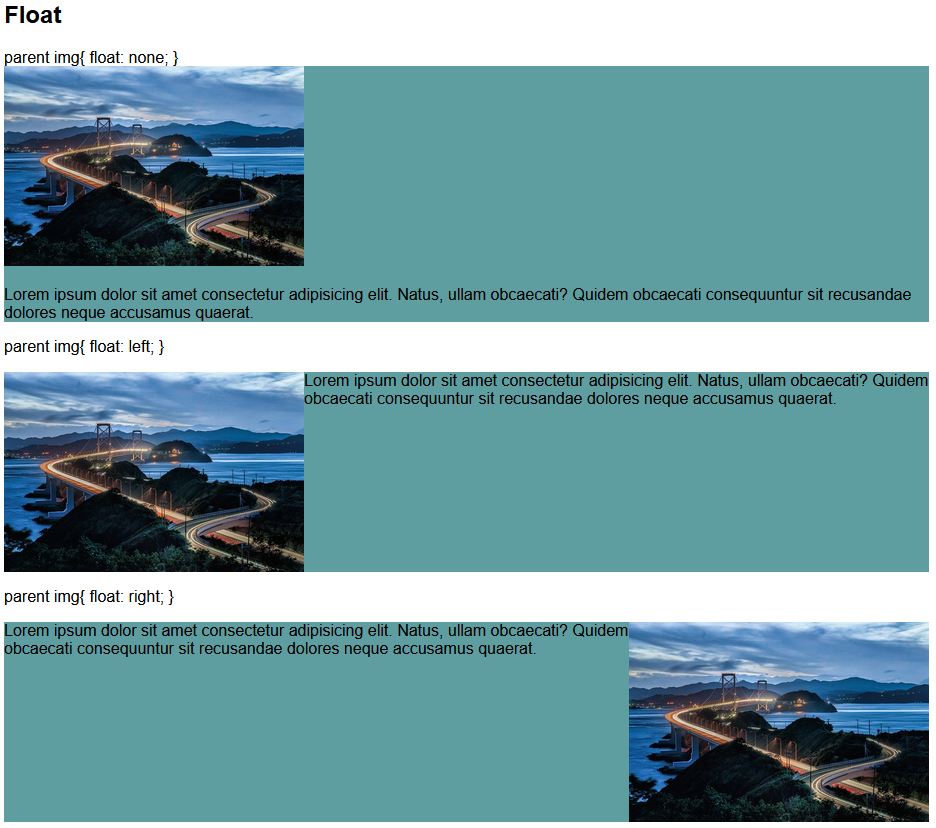 Float
parent img{ float: none; }
Lorem ipsum dolor sit amet consectetur adipisicing elit. Natus, ullam obcaecati? Quidem obcaecati consequuntur sit recusandae
dolores neque accusamus quaerat.
parent img{ float: left; }
Lorem ipsum dolor sit amet consectetur adipisicing elit. Natus, ullam obcaecati? Quidem
obcaecati consequuntur sit recusandae dolores neque accusamus quaerat.
parent img{ float: right; }
Lorem ipsum dolor sit amet consectetur adipisicing elit. Natus, ullam obcaecati? Quidem
obcaecati consequuntur sit recusandae dolores neque accusamus quaerat.